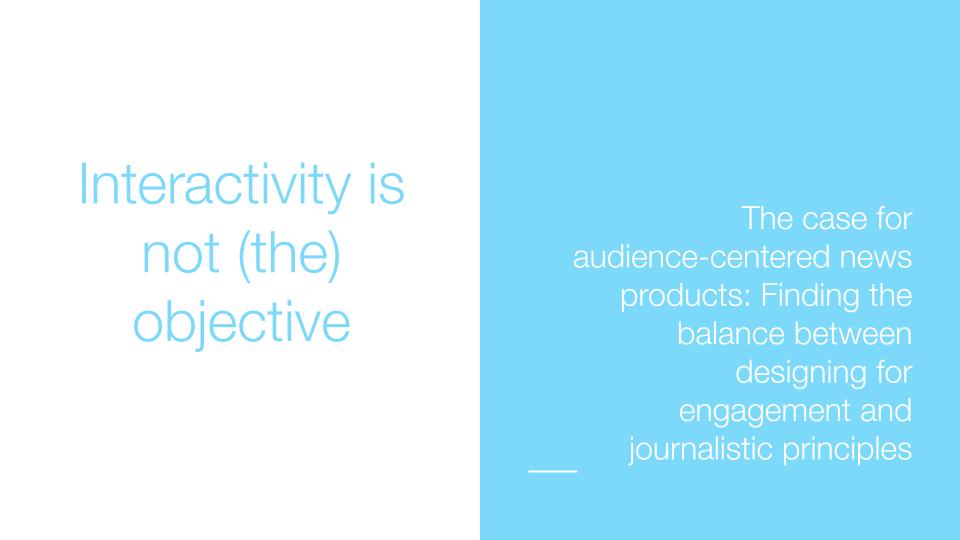 Interactivity is
not (the)
objective
The case for
audience-centered news
products: Finding the
balance between
designing for
engagement and
journalistic principles